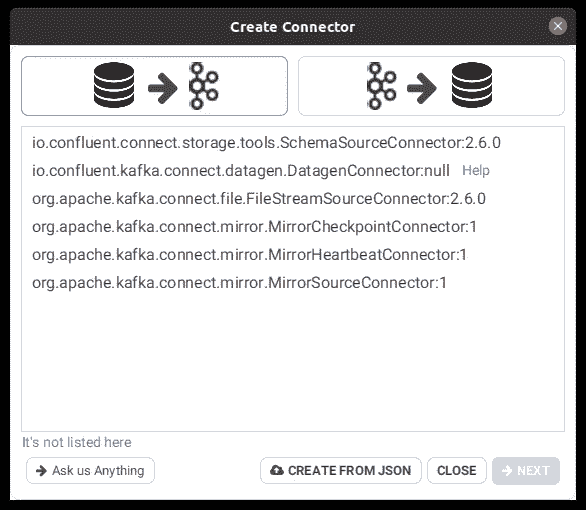 Create Connector
io.confluent.connect.storage.tools.SchemaSourceConnector:2.6.0
io.confluent.kafka.connect.datagen.DatagenConnector:null Help
org.apache.kafka.connect.file.FileStreamSourceConnector:2.6.0
org.apache.kafka.connect.mirror.MirrorCheckpointConnector:1
org.apache.kafka.connect.mirror.MirrorHeartbeatConnector:1
org.apache.kafka.connect.mirror.MirrorSourceConnector:1
It's not listed here
Ask us Anything CREATE FROM JSON CLOSE NEXT